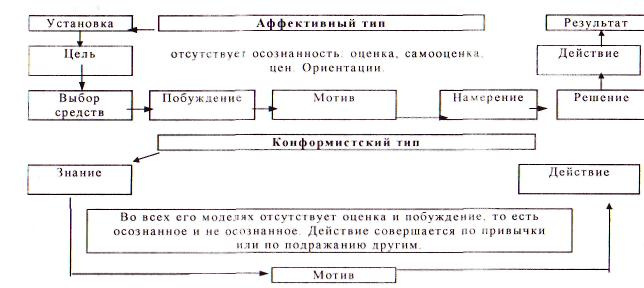 Установка
Аффективный тип
Результат
Цель
отсутствует осознанность: оценка, самооценка,
цен. Ориентации.
Действие
Выбор
средств
Побуждение
Мотив
Намерение
Решение
Конформистский тип
Знание
Действие
Во всех его моделях отсутствует оценка и побуждение, то есть
осознанное и не осознанное. Действие совершается по привычки
или по подражанию другим.
Мотив